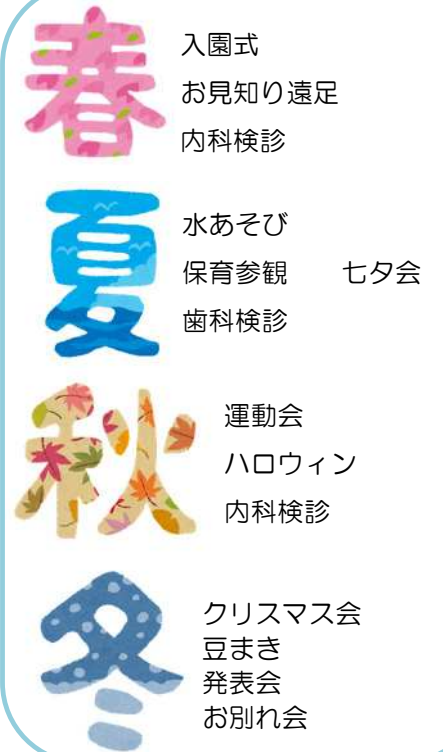 春
入園式
お見知り遠足
内科検診
夏
水あそび
保育参観　　七夕会
歯科検診
秋
運動会
ハロウィン
内科検診
冬
クリスマス会
豆まき
発表会
お別れ会